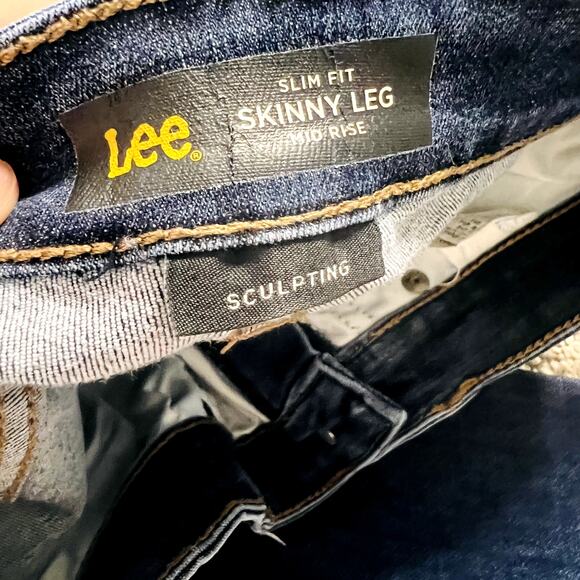 Lee®
SLIM FIT
SKINNY LEG
MID RISE
SCULPTING